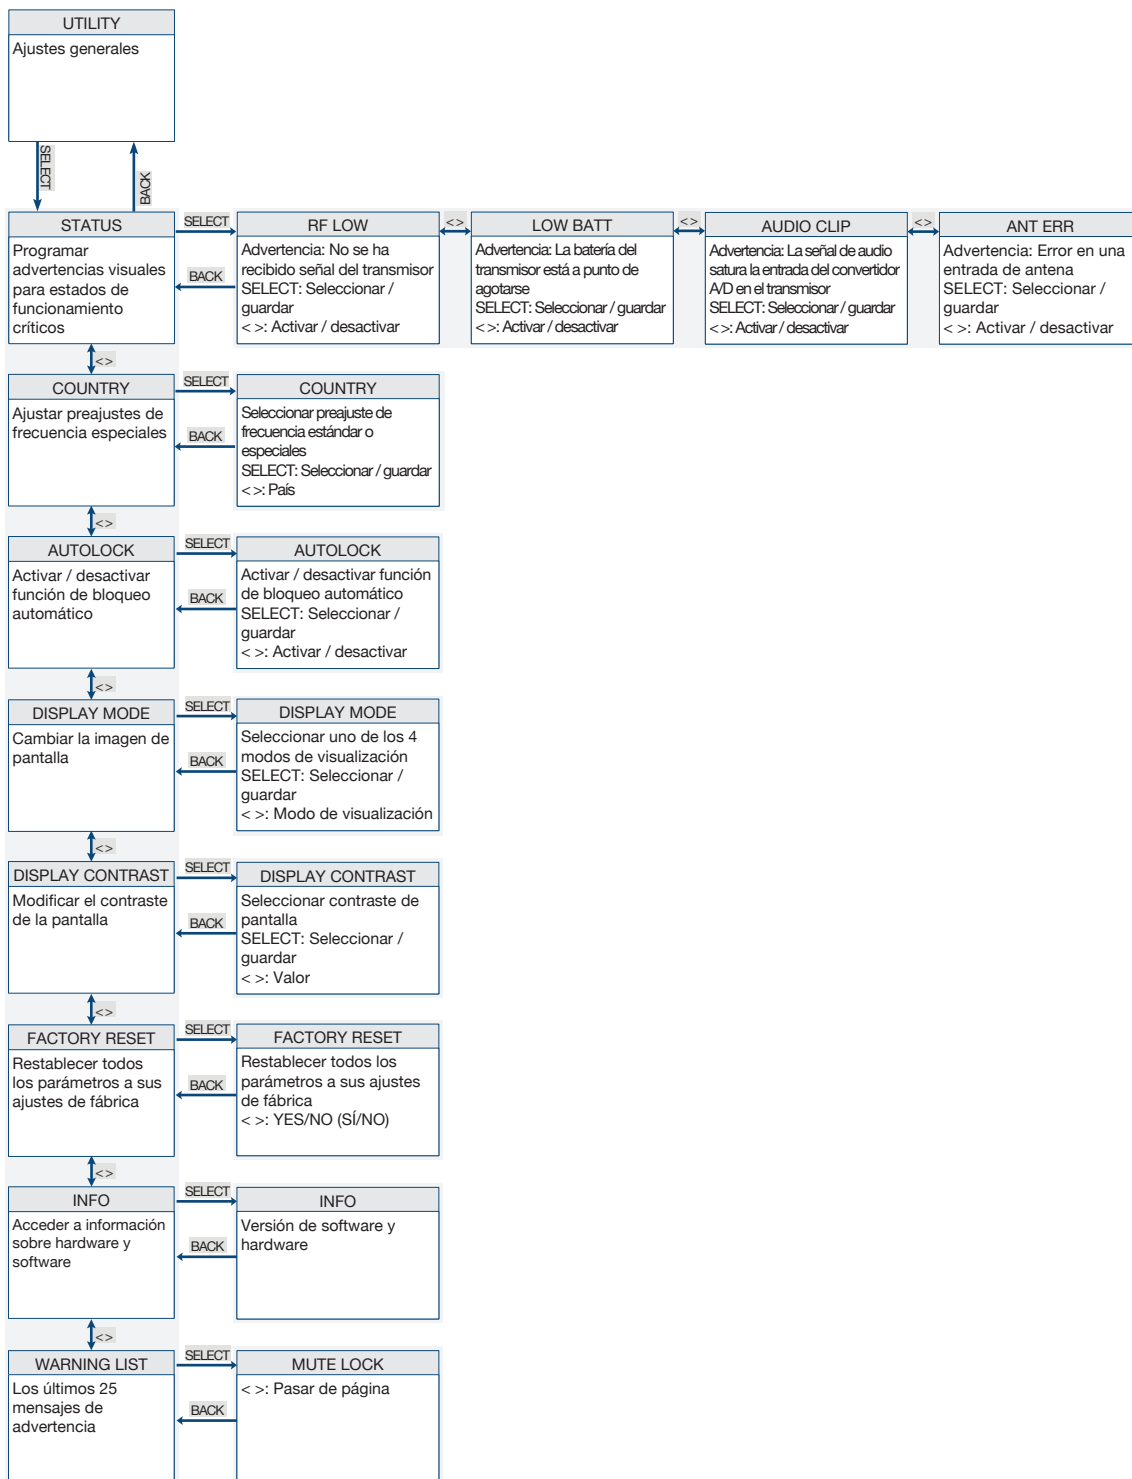 UTILITY
Ajustes generales
SELECT
BACK
STATUS
Programar
advertencias visuales
para estados de
funcionamiento
críticos
SELECT
BACK
RF LOW
Advertencia: No se ha
recibido señal del transmisor
SELECT: Seleccionar /
guardar
< >: Activar / desactivar
< >
LOW BATT
Advertencia: La batería del
transmisor está a punto de
agotarse
SELECT: Seleccionar / guardar
< >: Activar / desactivar
< >
AUDIO CLIP
Advertencia: La señal de audio
satura la entrada del convertidor
A/D en el transmisor
SELECT: Seleccionar / guardar
< >: Activar / desactivar
< >
ANT ERR
Advertencia: Error en una
entrada de antena
SELECT: Seleccionar /
guardar
< >: Activar / desactivar
< >
COUNTRY
Ajustar preajustes de
frecuencia especiales
SELECT
BACK
COUNTRY
Seleccionar preajuste de
frecuencia estándar o
especiales
SELECT: Seleccionar / guardar
< >: País
< >
AUTOLOCK
Activar / desactivar
función de bloqueo
automático
SELECT
BACK
AUTOLOCK
Activar / desactivar función
de bloqueo automático
SELECT: Seleccionar /
guardar
< >: Activar / desactivar
< >
DISPLAY MODE
Cambiar la imagen de
pantalla
SELECT
BACK
DISPLAY MODE
Seleccionar uno de los 4
modos de visualización
SELECT: Seleccionar /
guardar
< >: Modo de visualización
< >
DISPLAY CONTRAST
Modificar el contraste
de la pantalla
SELECT
BACK
DISPLAY CONTRAST
Seleccionar contraste de
pantalla
SELECT: Seleccionar /
guardar
< >: Valor
< >
FACTORY RESET
Restablecer todos
los parámetros a sus
ajustes de fábrica
SELECT
BACK
FACTORY RESET
Restablecer todos los
parámetros a sus ajustes
de fábrica
< >: YES/NO (SÍ/NO)
< >
INFO
Acceder a información
sobre hardware y
software
SELECT
BACK
INFO
Versión de software y
hardware
< >
WARNING LIST
Los últimos 25
mensajes de
advertencia
SELECT
BACK
MUTE LOCK
< >: Pasar de página